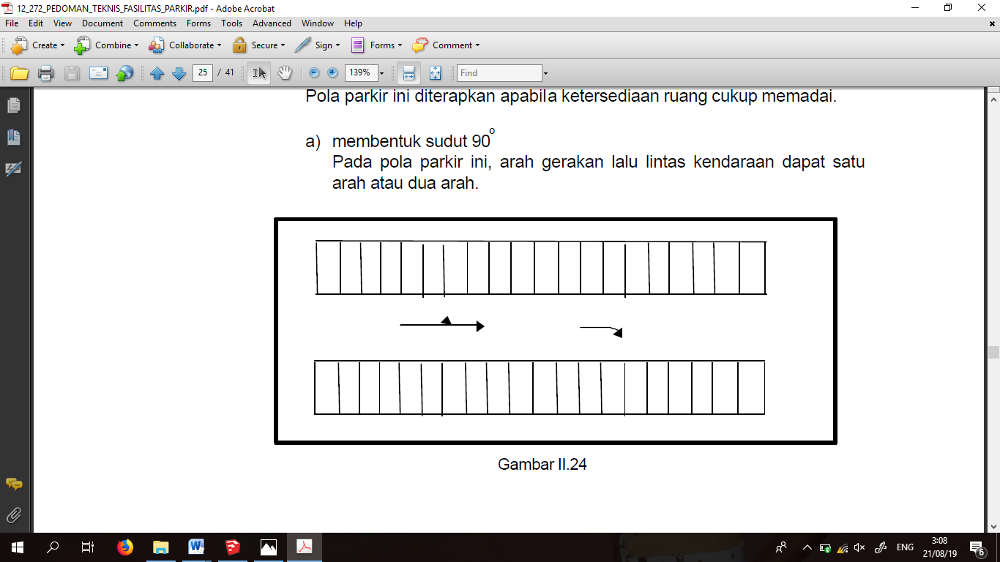 12_272_PEDOMAN_TEKNIS_FASILITAS_PARKIR.pdf - Adobe Acrobat
File Edit View Document Comments Forms Tools Advanced Window Help
Create Combine Collaborate Secure Sign Forms Comment
25 / 41 139% Find
Pola parkir ini diterapkan apabila ketersediaan ruang cukup memadai.
a) membentuk sudut 90o
Pada pola parkir ini, arah gerakan lalu lintas kendaraan dapat satu
arah atau dua arah.
Gambar II.24
ENG
3:08
21/08/19
6